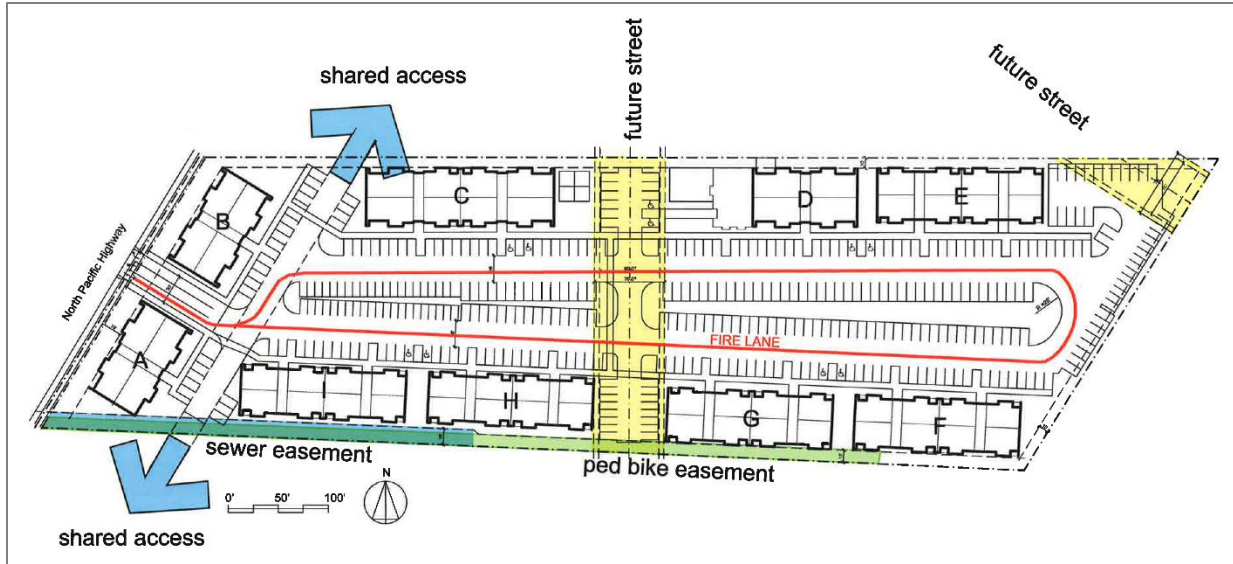 future street
future street
shared access
North Pacific Highway
B
C
D
E
A
FIRE LANE
I
H
G
F
sewer easement
ped bike easement
N
0' 50' 100'
shared access